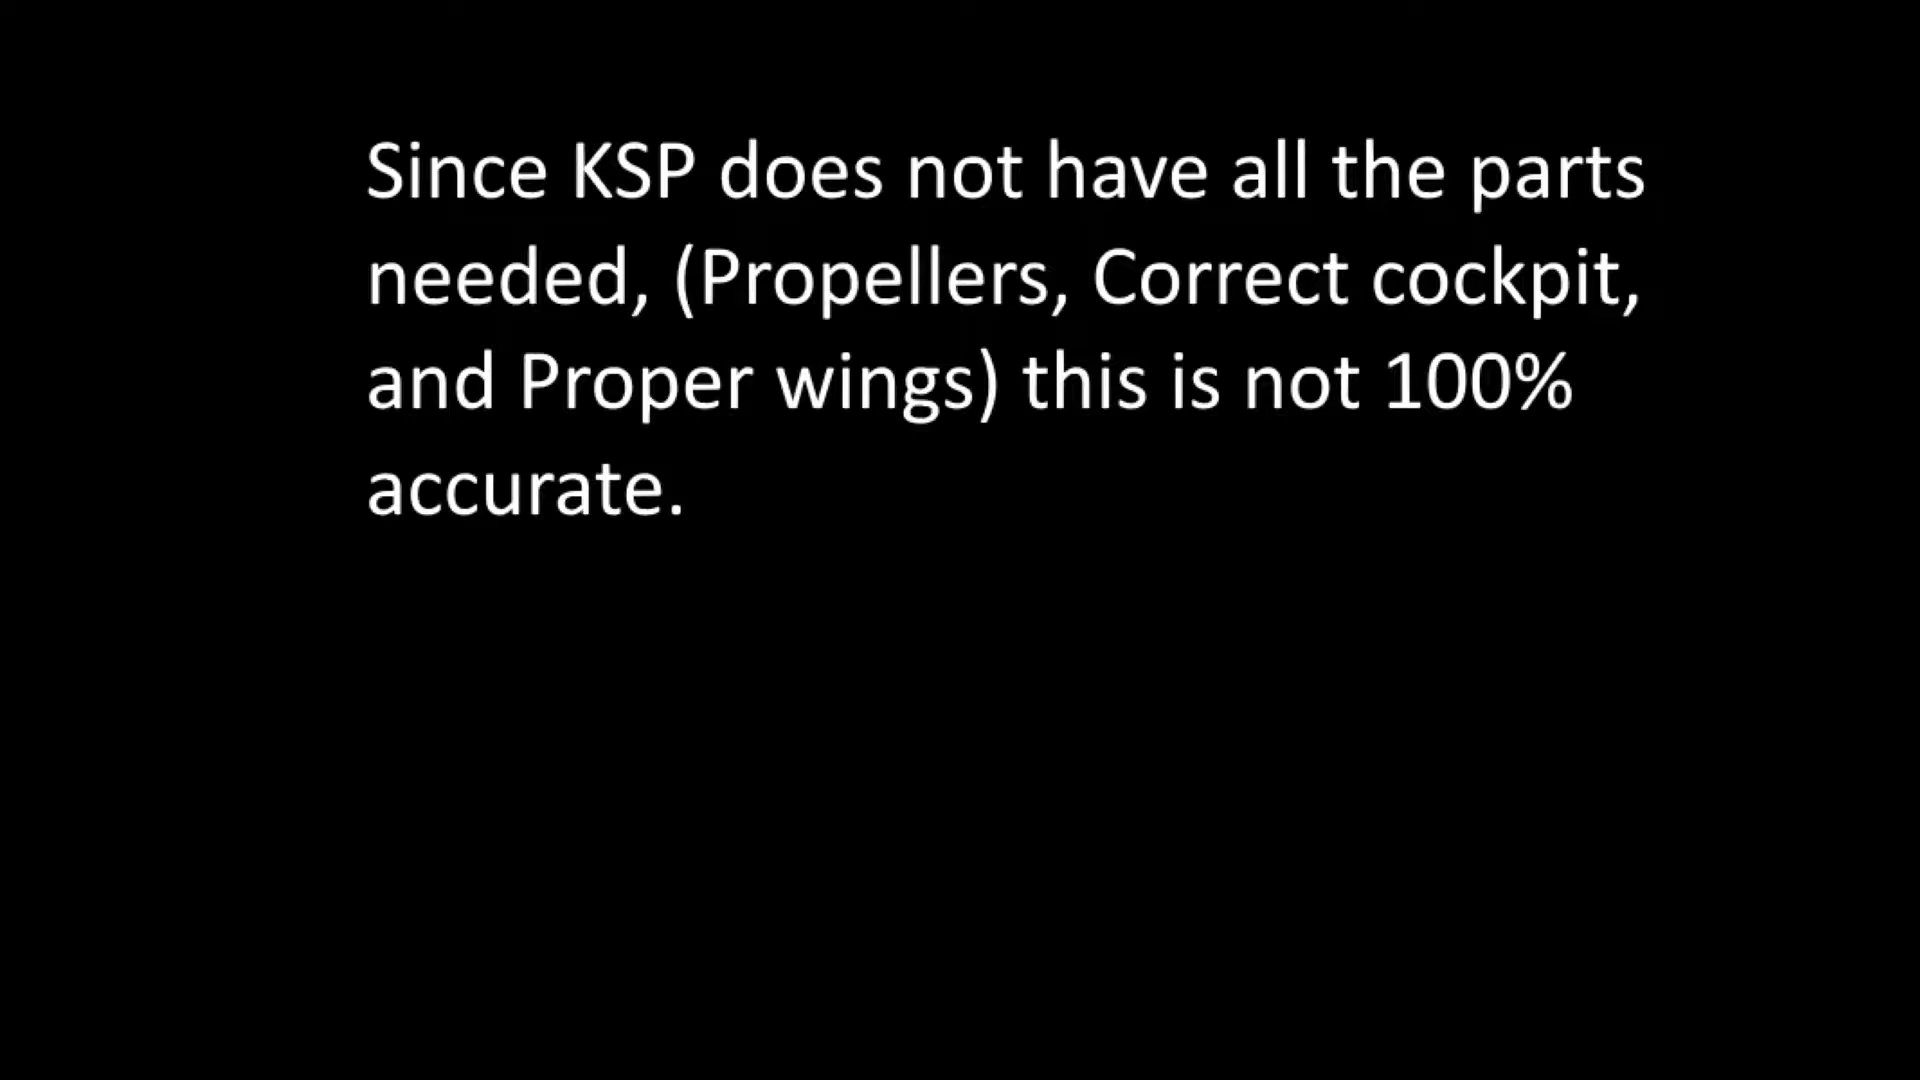 Since KSP does not have all the parts
needed, (Propellers, Correct cockpit,
and Proper wings) this is not 100%
accurate.